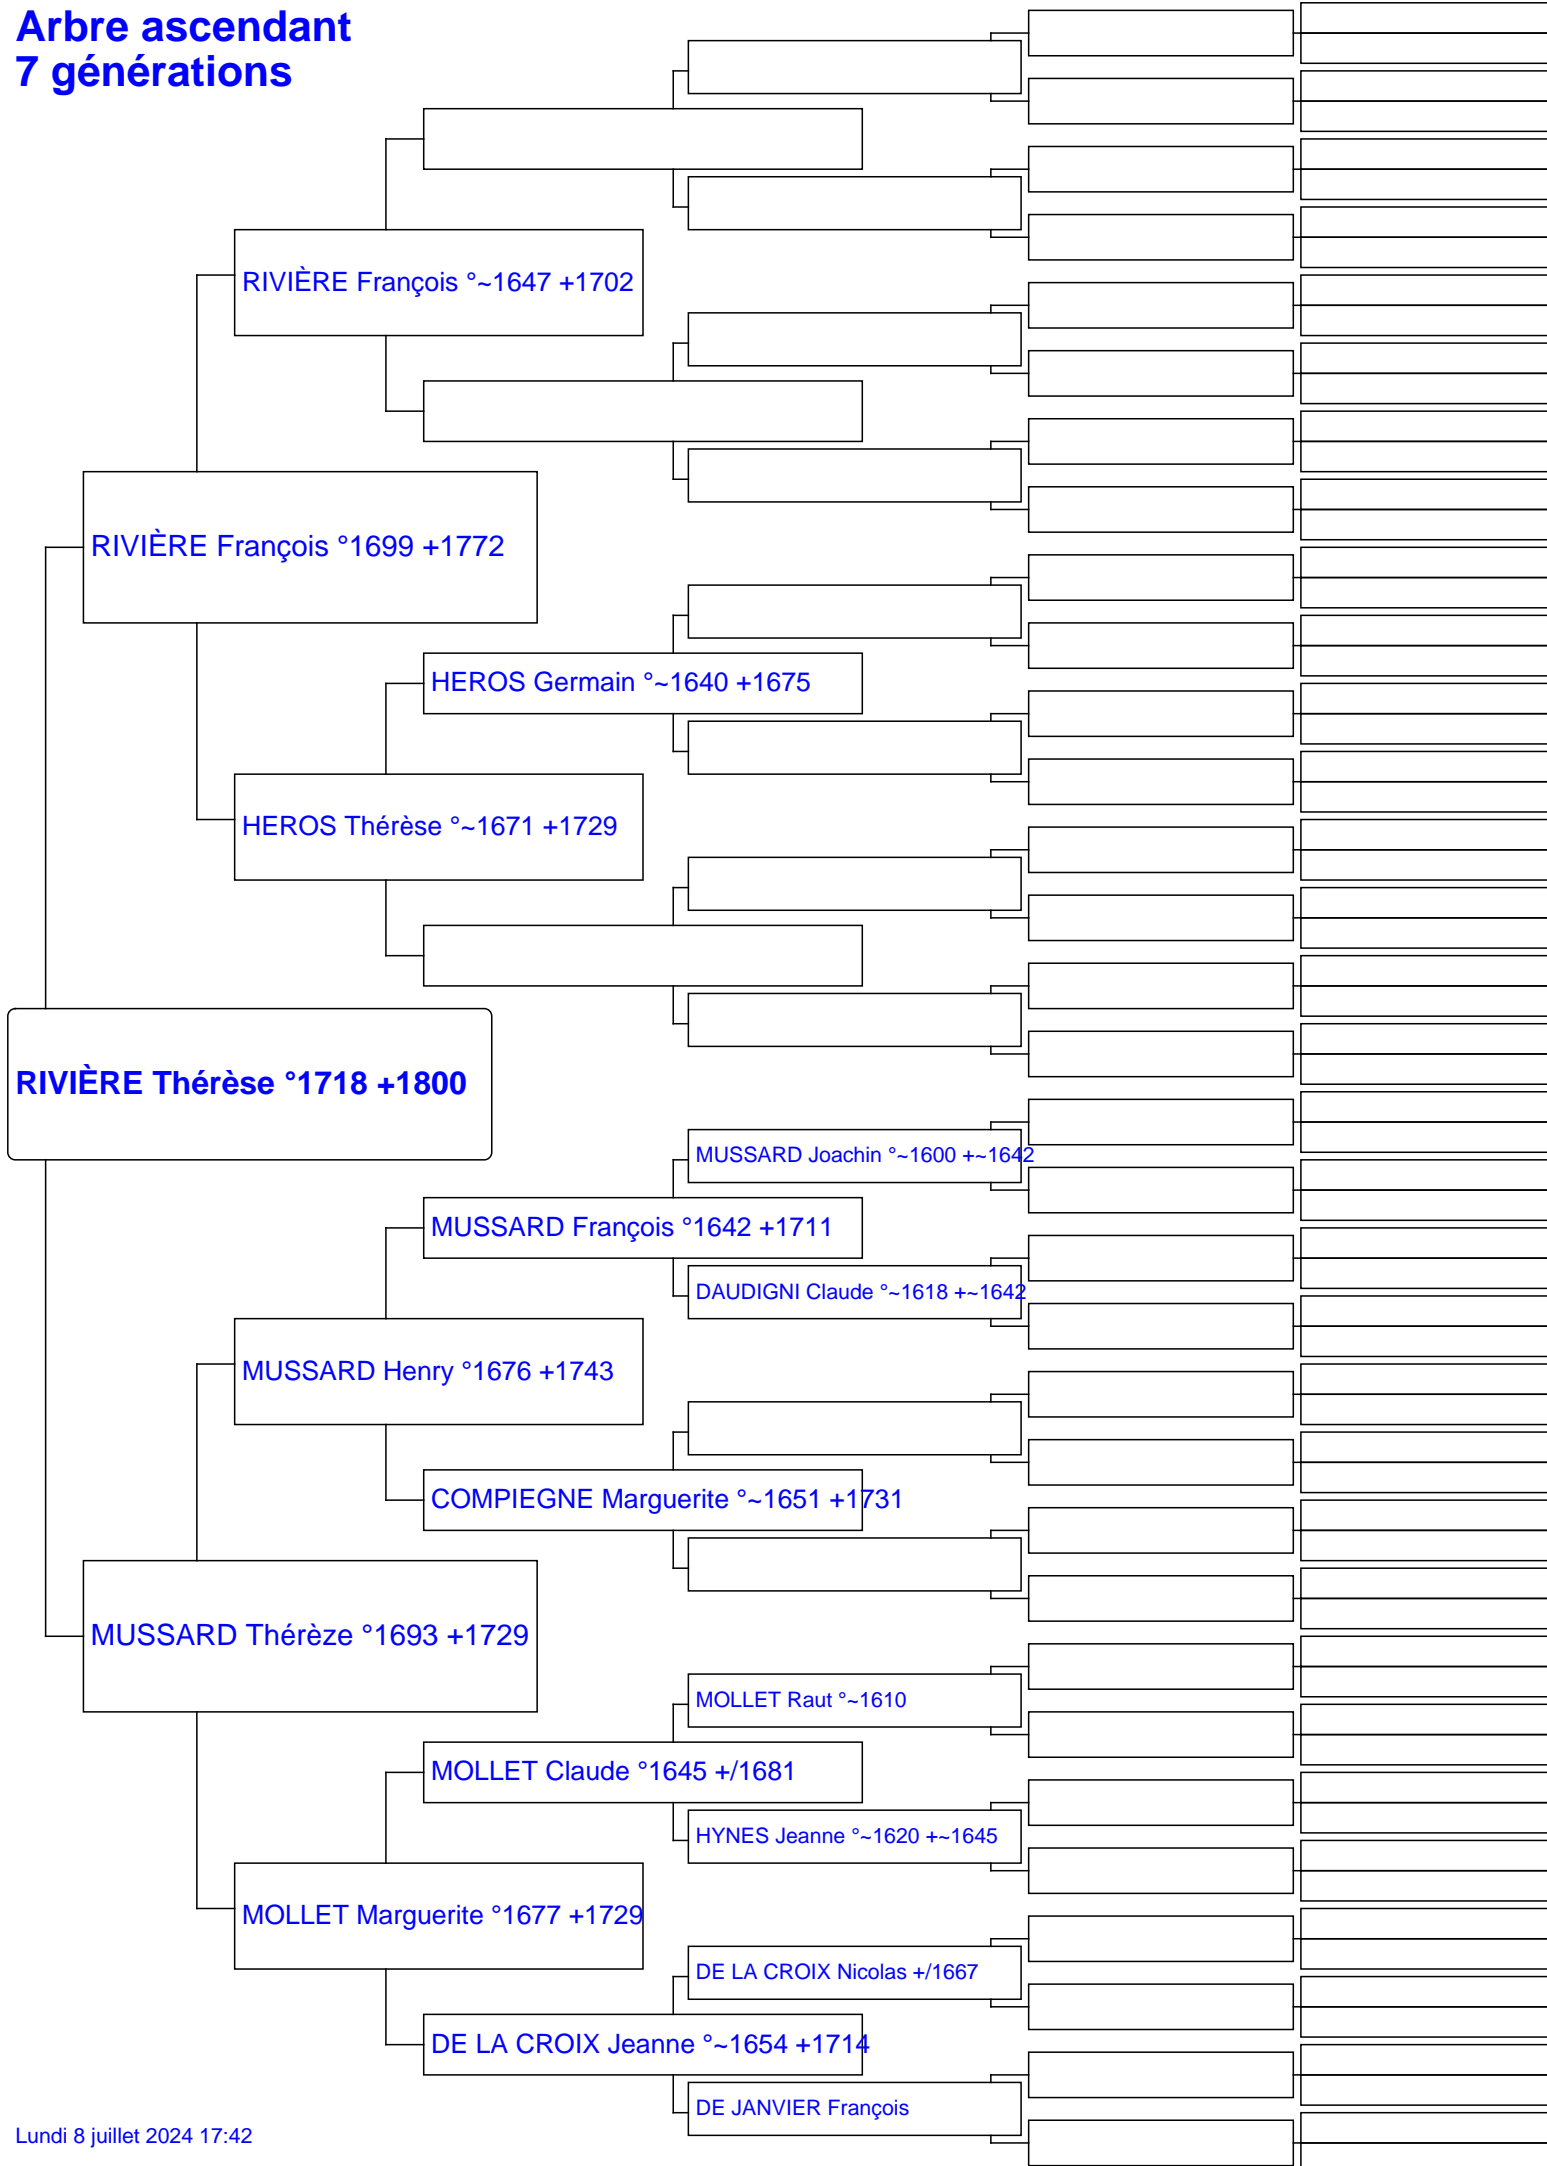 Arbre ascendant
7 générations
RIVIÈRE François °~1647 +1702
RIVIÈRE François °1699 +1772
HEROS Germain °~1640 +1675
HEROS Thérèse °~1671 +1729
RIVIÈRE Thérèse °1718 +1800
MUSSARD Joachin °~1600 +~1642
MUSSARD François °1642 +1711
DAUDIGNI Claude °~1618 +~1642
MUSSARD Henry °1676 +1743
COMPIEGNE Marguerite °~1651 +1731
MUSSARD Thérèze °1693 +1729
MOLLET Raut °~1610
MOLLET Claude °1645 +/1681
HYNES Jeanne °~1620 +~1645
MOLLET Marguerite °1677 +1729
DE LA CROIX Nicolas +/1667
DE LA CROIX Jeanne °~1654 +1714
DE JANVIER François
Lundi 8 juillet 2024 17:42